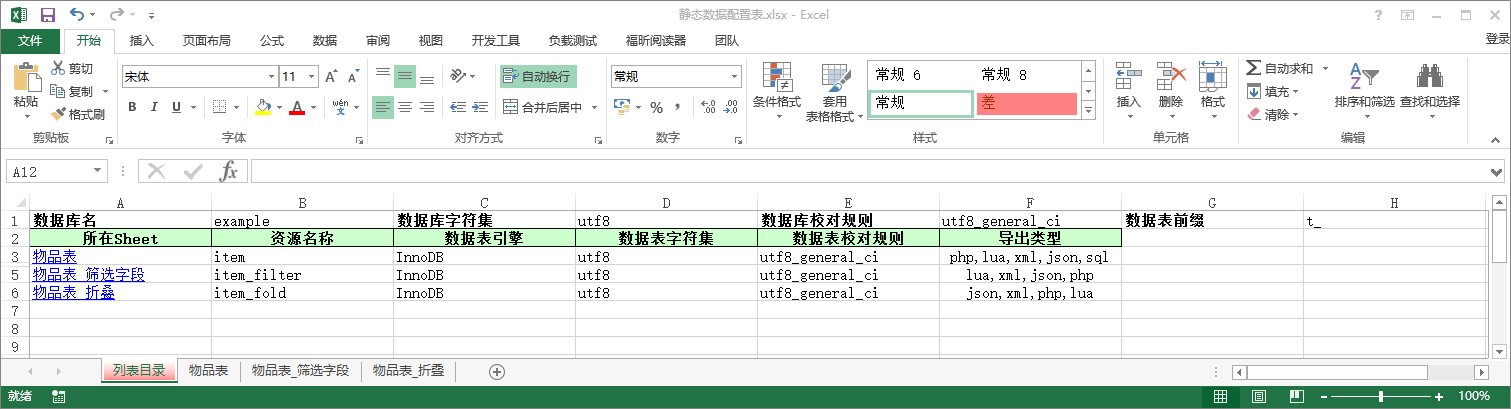 静态数据配置表.xlsx - Excel
文件 开始 插入 页面布局 公式 数据 审阅 视图 开发工具 负载测试 福昕阅读器 团队 登录
剪切 宋体 11 A A 自动换行 常规 常规 6 常规 8 自动求和
粘贴 复制 格式刷 B I U A wén 合并后居中 % 条件格式 套用表格格式 常规 差 插入 删除 格式 填充 清除 排序和筛选 查找和选择
剪贴板 字体 对齐方式 数字 样式 单元格 编辑
A12 fx
A B C D E F G H
1 数据库名 example 数据库字符集 utf8 数据库校对规则 utf8_general_ci 数据表前缀 t_
2 所在Sheet 资源名称 数据表引擎 数据表字符集 数据表校对规则 导出类型
3 物品表 item InnoDB utf8 utf8_general_ci php,lua,xml,json,sql
5 物品表_筛选字段 item_filter InnoDB utf8 utf8_general_ci lua,xml,json,php
6 物品表_折叠 item_fold InnoDB utf8 utf8_general_ci json,xml,php,lua
7
8
9
列表目录 物品表 物品表_筛选字段 物品表_折叠
就绪 100%